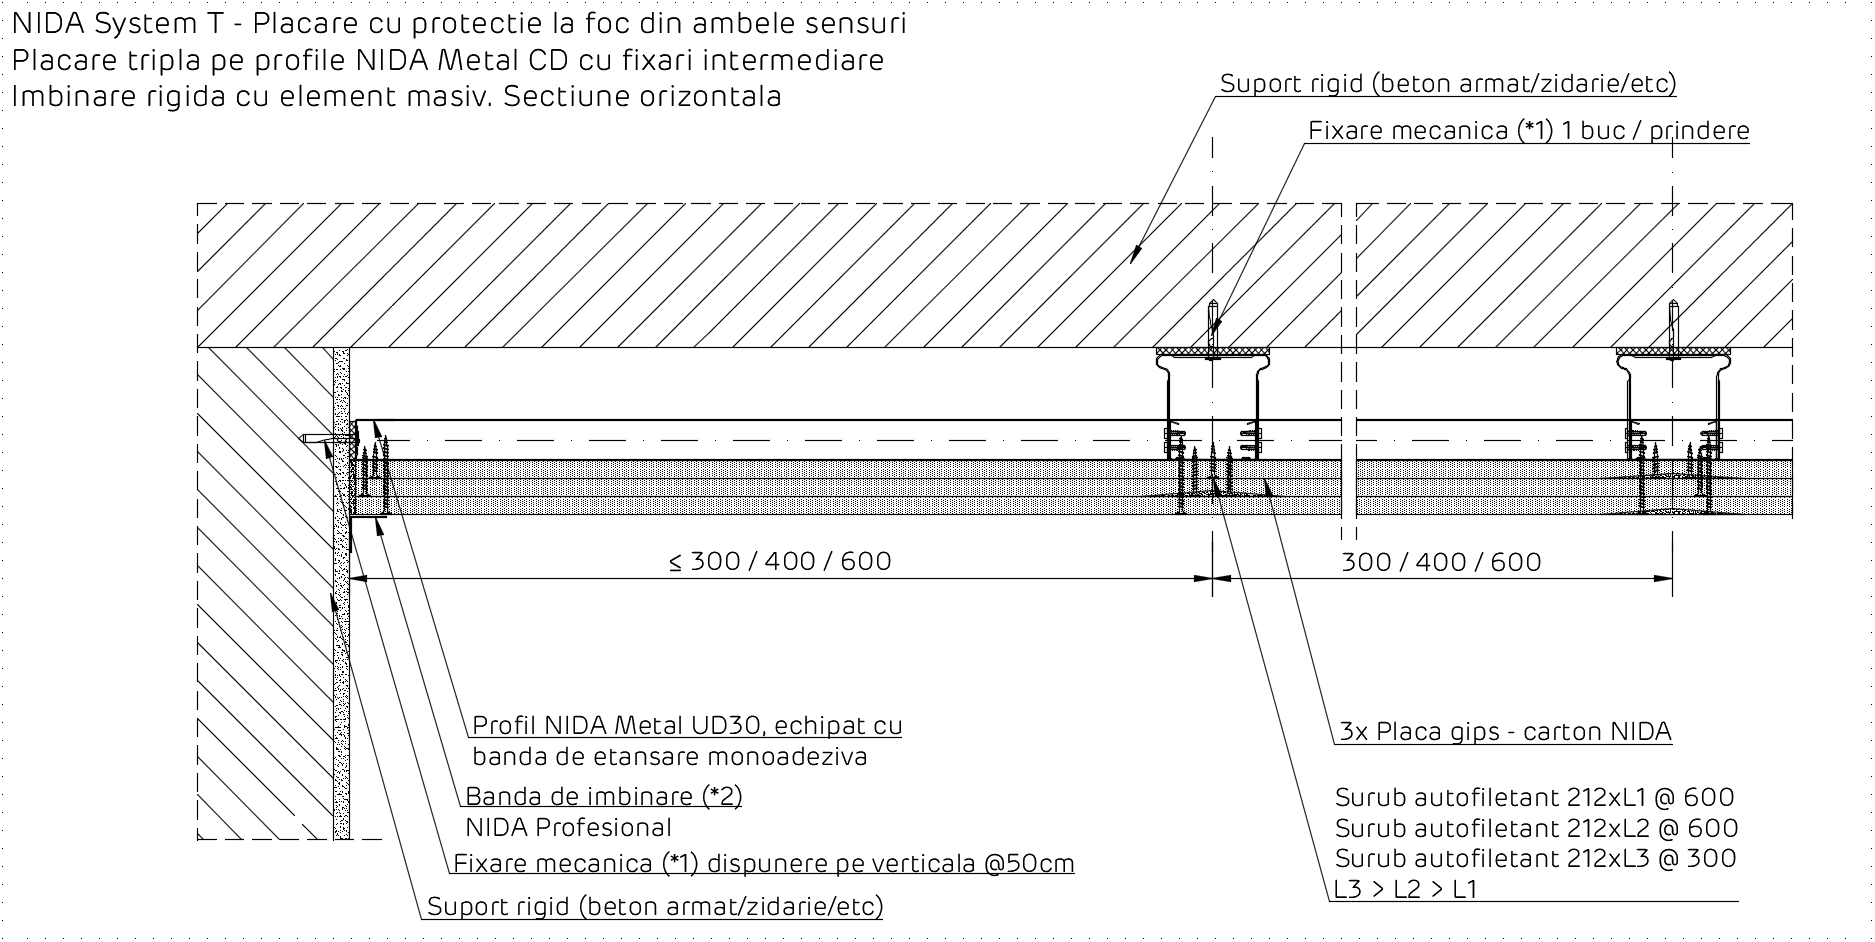 NIDA System T - Placare cu protectie la foc din ambele sensuri
Placare tripla pe profile NIDA Metal CD cu fixari intermediare
Imbinare rigida cu element masiv. Sectiune orizontala
Suport rigid (beton armat/zidarie/etc)
Fixare mecanica (*1) 1 buc / prindere
≤ 300 / 400 / 600
300 / 400 / 600
Profil NIDA Metal UD30, echipat cu
banda de etansare monoadeziva
Banda de imbinare (*2)
NIDA Profesional
Fixare mecanica (*1) dispunere pe verticala @50cm
Suport rigid (beton armat/zidarie/etc)
3x Placa gips - carton NIDA
Surub autofiletant 212xL1 @ 600
Surub autofiletant 212xL2 @ 600
Surub autofiletant 212xL3 @ 300
L3 > L2 > L1